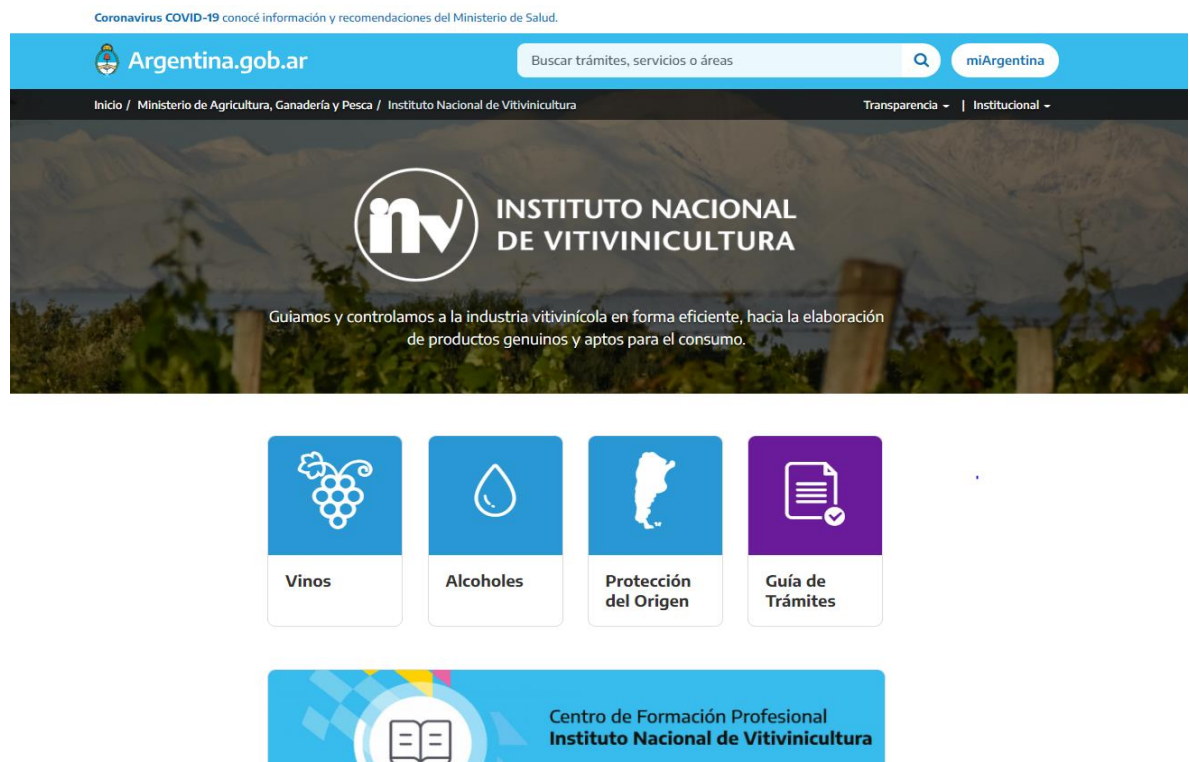 Coronavirus COVID-19 conocé información y recomendaciones del Ministerio de Salud.
Argentina.gob.ar
Buscar trámites, servicios o áreas
miArgentina
Inicio / Ministerio de Agricultura, Ganadería y Pesca / Instituto Nacional de Vitivinicultura
Transparencia | Institucional
inv
INSTITUTO NACIONAL
DE VITIVINICULTURA
Guiamos y controlamos a la industria vitivinícola en forma eficiente, hacia la elaboración
de productos genuinos y aptos para el consumo.
Vinos
Alcoholes
Protección
del Origen
Guía de
Trámites
Centro de Formación Profesional
Instituto Nacional de Vitivinicultura